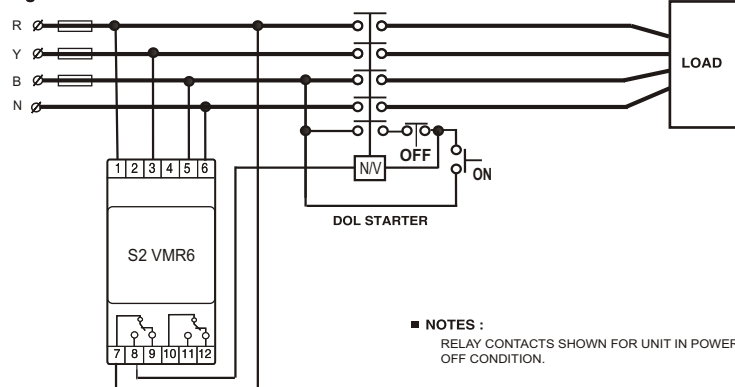 R
Y
B
N
LOAD
OFF
ON
N/V
DOL STARTER
1 2 3 4 5 6
S2 VMR6
7 8 9 10 11 12
■ NOTES :
RELAY CONTACTS SHOWN FOR UNIT IN POWER
OFF CONDITION.